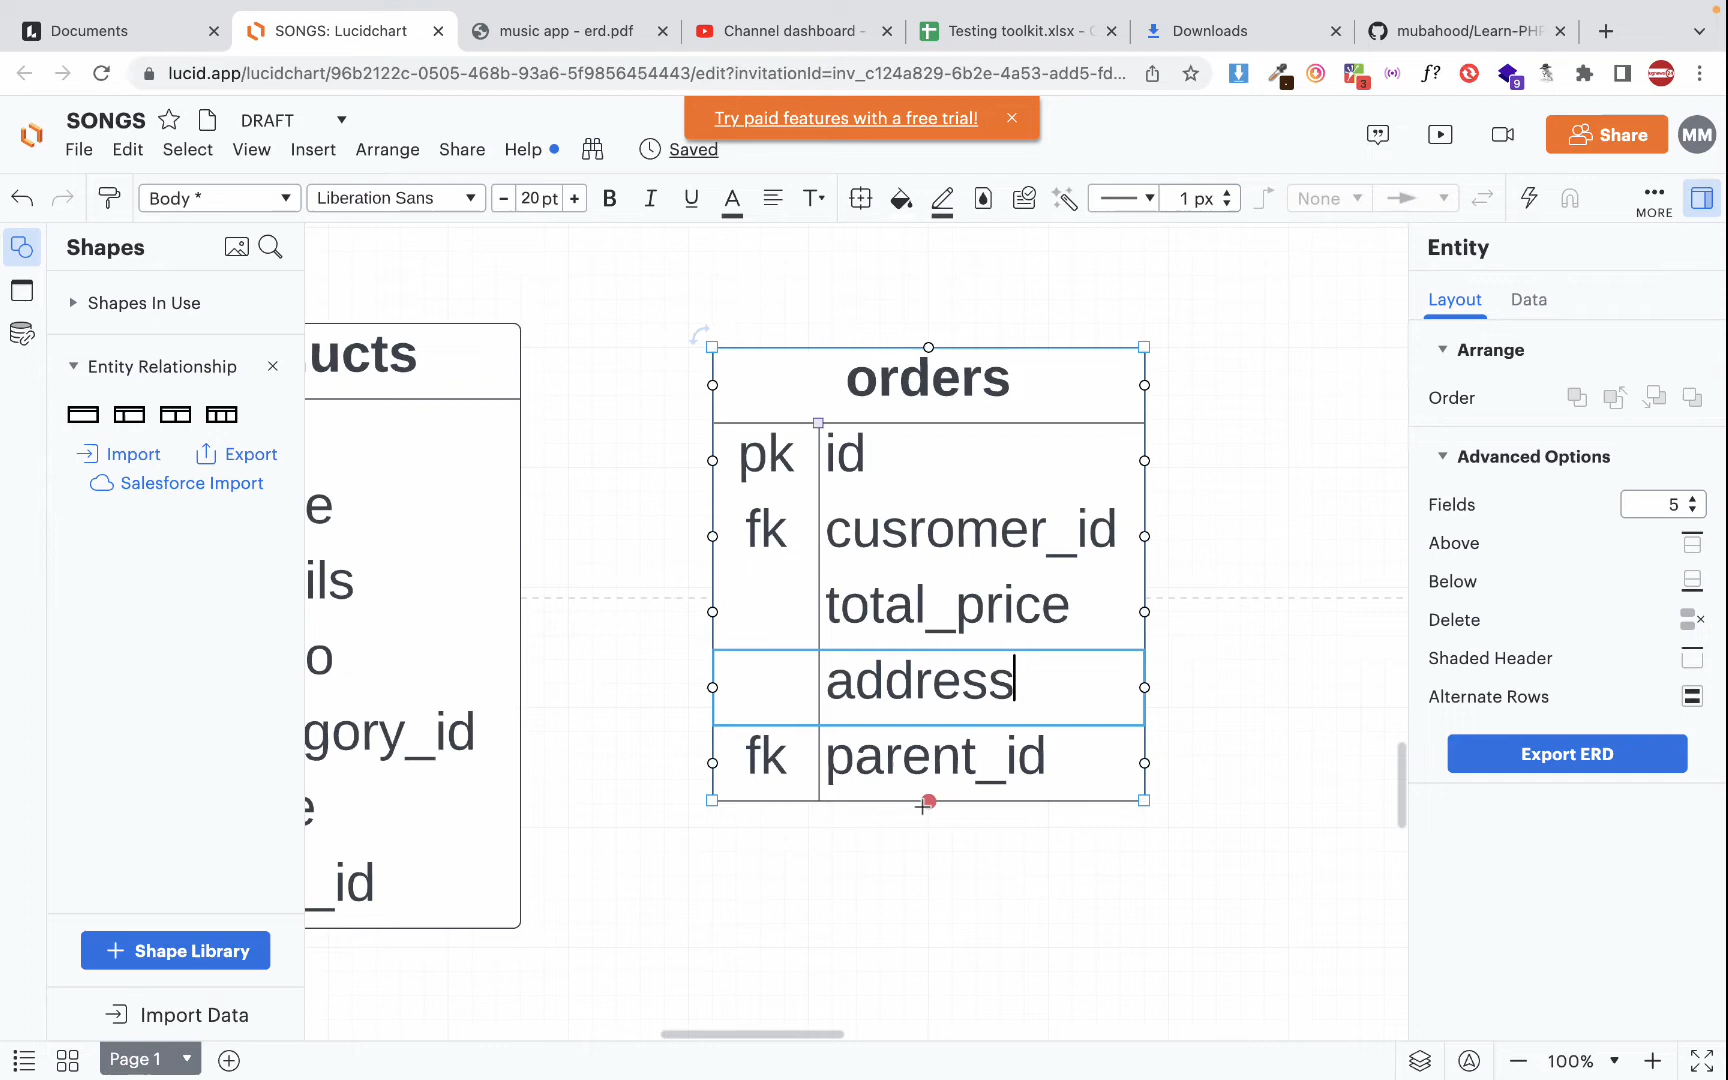 Documents
SONGS: Lucidchart
music app - erd.pdf
Channel dashboard -
Testing toolkit.xlsx - G
Downloads
mubahood/Learn-PHP
lucid.app/lucidchart/96b2122c-0505-468b-93a6-5f9856454443/edit?invitationId=inv_c124a829-6b2e-4a53-add5-fd...
f?
3
9
SONGS
DRAFT
Try paid features with a free trial!
File Edit Select View Insert Arrange Share Help
Saved
Share
MM
Body *
Liberation Sans
20 pt
B I U A T
1 px
None
MORE
Shapes
Shapes In Use
Entity Relationship
Import
Export
Salesforce Import
Shape Library
Import Data
ucts
e
ils
o
gory_id
e
_id
orders
pk id
fk cusromer_id
total_price
address
fk parent_id
Entity
Layout
Data
Arrange
Order
Advanced Options
Fields
5
Above
Below
Delete
Shaded Header
Alternate Rows
Export ERD
Page 1
100%